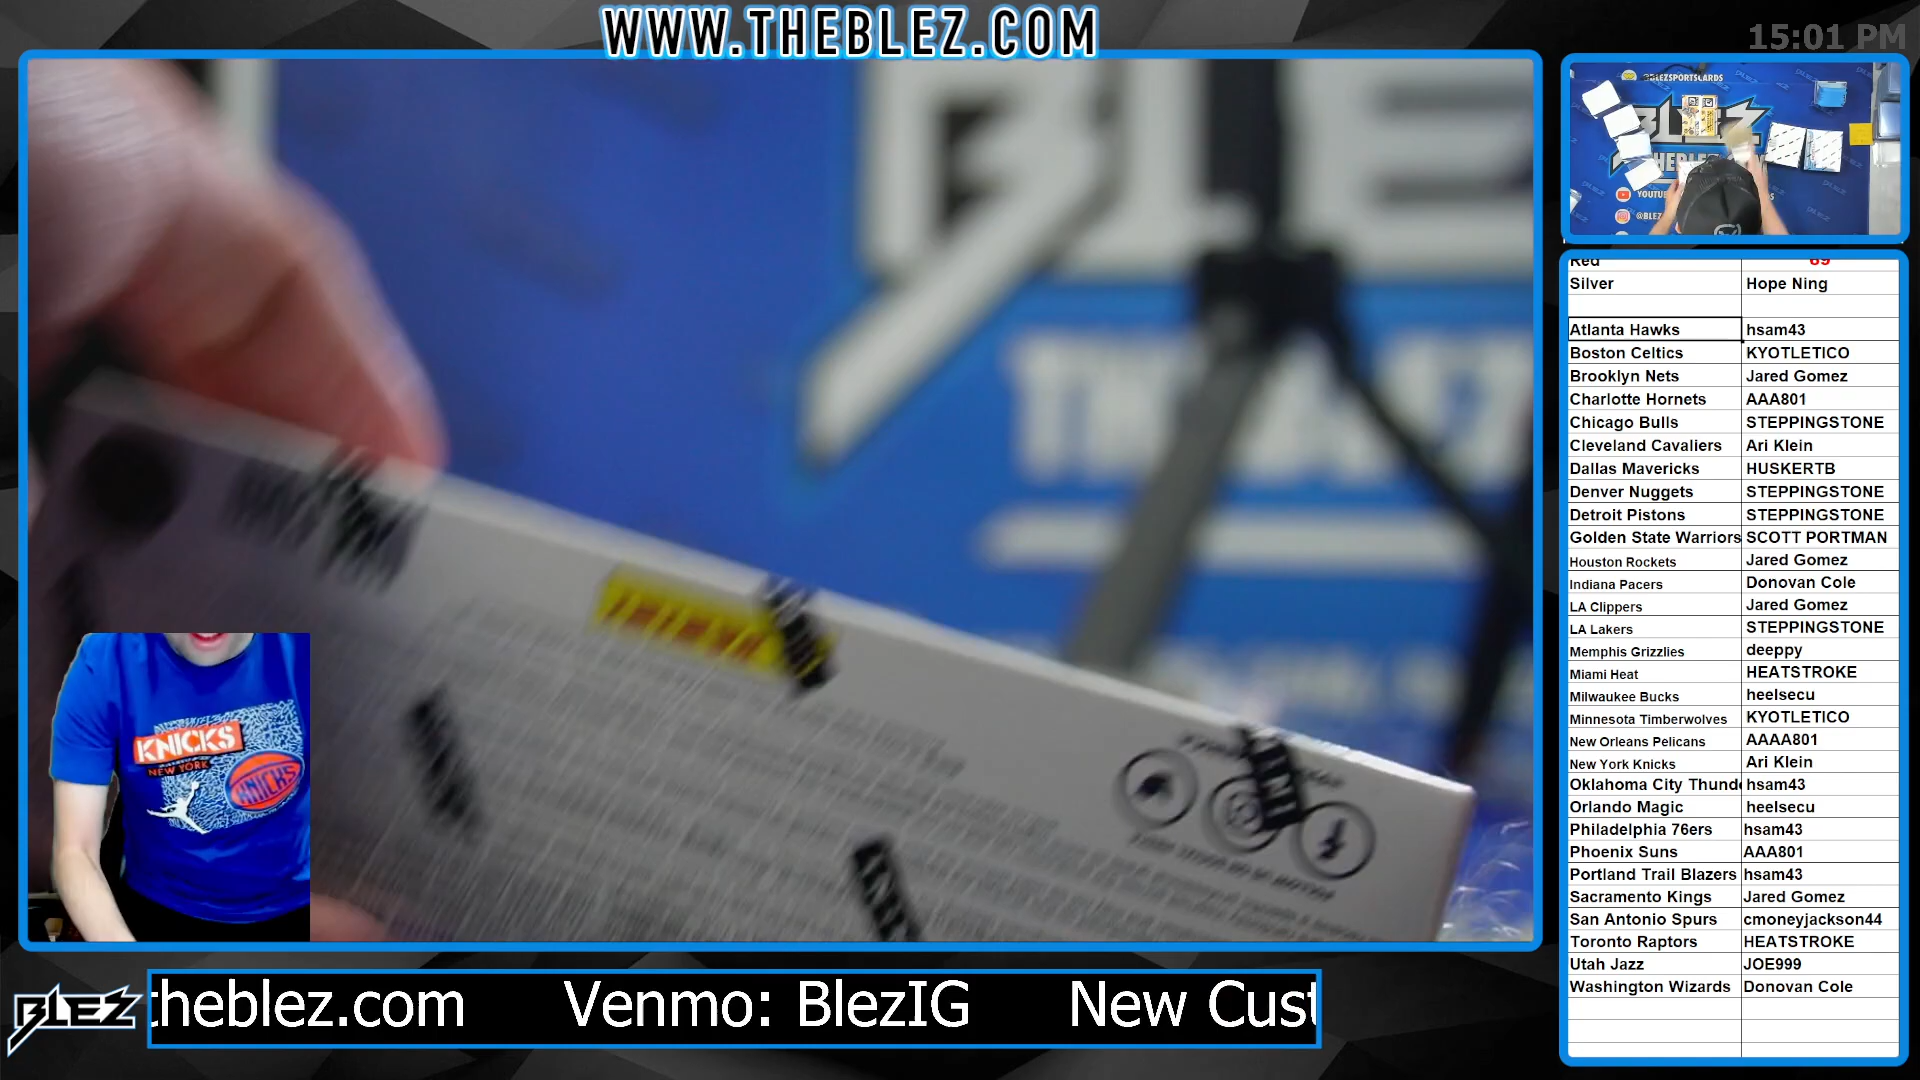 WWW.THEBLEZ.COM
15:01 PM
@BLEZSPORTSCARDS
BLEZ
Red 69
Silver Hope Ning
Atlanta Hawks hsam43
Boston Celtics KYOTLETICO
Brooklyn Nets Jared Gomez
Charlotte Hornets AAA801
Chicago Bulls STEPPINGSTONE
Cleveland Cavaliers Ari Klein
Dallas Mavericks HUSKERTB
Denver Nuggets STEPPINGSTONE
Detroit Pistons STEPPINGSTONE
Golden State Warriors SCOTT PORTMAN
Houston Rockets Jared Gomez
Indiana Pacers Donovan Cole
LA Clippers Jared Gomez
LA Lakers STEPPINGSTONE
Memphis Grizzlies deeppy
Miami Heat HEATSTROKE
Milwaukee Bucks heelsecu
Minnesota Timberwolves KYOTLETICO
New Orleans Pelicans AAAA801
New York Knicks Ari Klein
Oklahoma City Thund hsam43
Orlando Magic heelsecu
Philadelphia 76ers hsam43
Phoenix Suns AAA801
Portland Trail Blazers hsam43
Sacramento Kings Jared Gomez
San Antonio Spurs cmoneyjackson44
Toronto Raptors HEATSTROKE
Utah Jazz JOE999
Washington Wizards Donovan Cole
KNICKS
NEW YORK
KNICKS
BLEZ
theblez.com Venmo: BlezIG New Cust